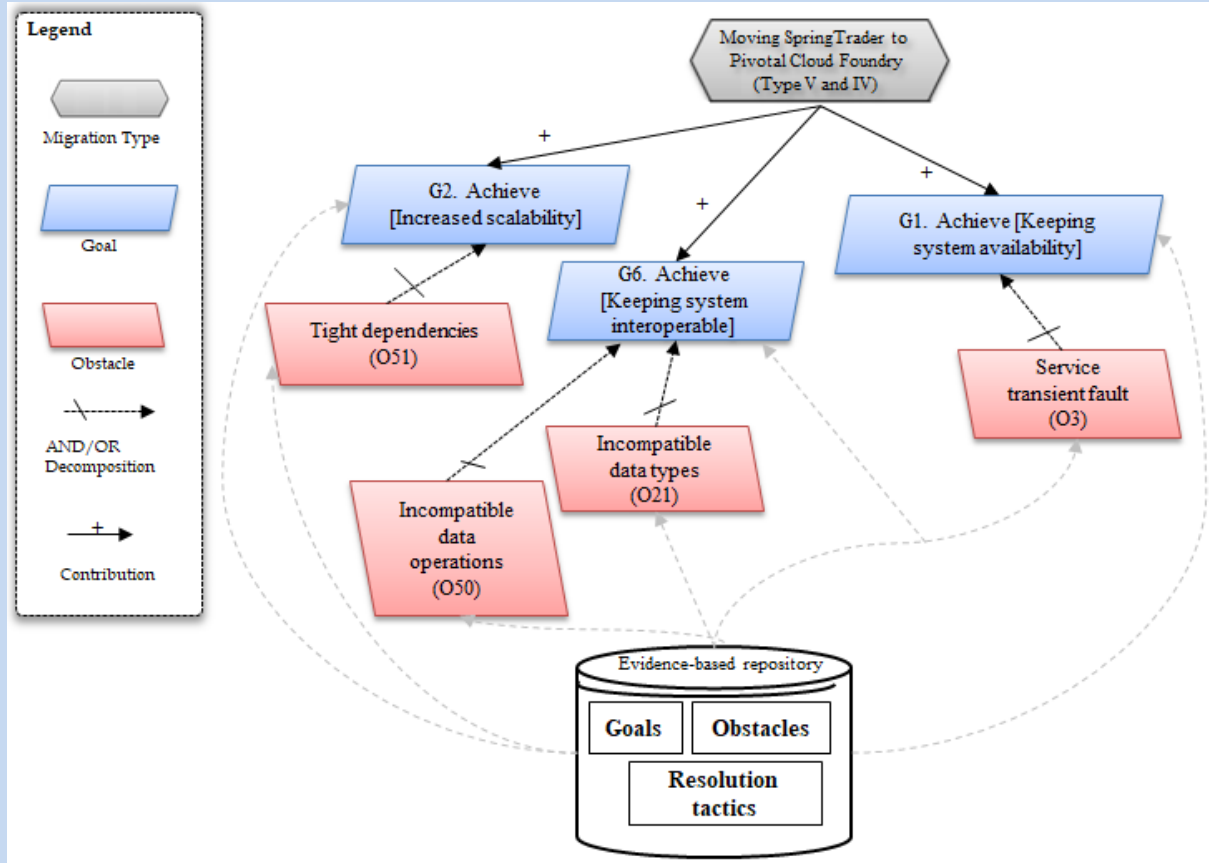 Legend
Migration Type
Goal
Obstacle
AND/OR
Decomposition
+
Contribution
Moving SpringTrader to
Pivotal Cloud Foundry
(Type V and IV)
+
+
+
G2. Achieve
[Increased scalability]
G1. Achieve [Keeping
system availability]
G6. Achieve
[Keeping system
interoperable]
Tight dependencies
(O51)
Service
transient fault
(O3)
Incompatible
data types
(O21)
Incompatible
data
operations
(O50)
Evidence-based repository
Goals
Obstacles
Resolution
tactics